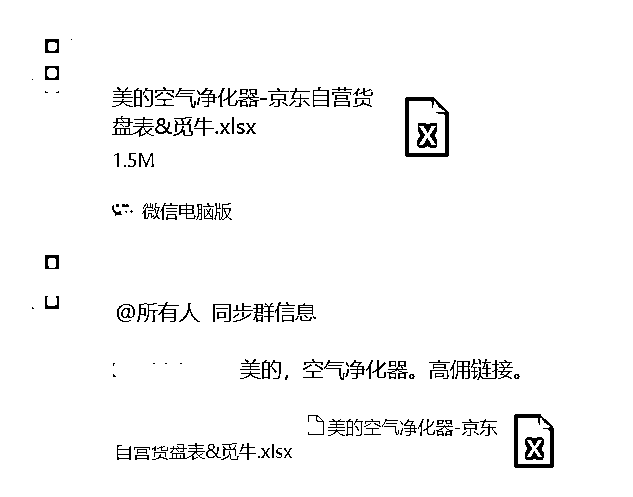 美的空气净化器-京东自营货
盘表&觅牛.xlsx
1.5M
微信电脑版
@所有人 同步群信息
美的，空气净化器。高佣链接。
美的空气净化器-京东
自营货盘表&觅牛.xlsx